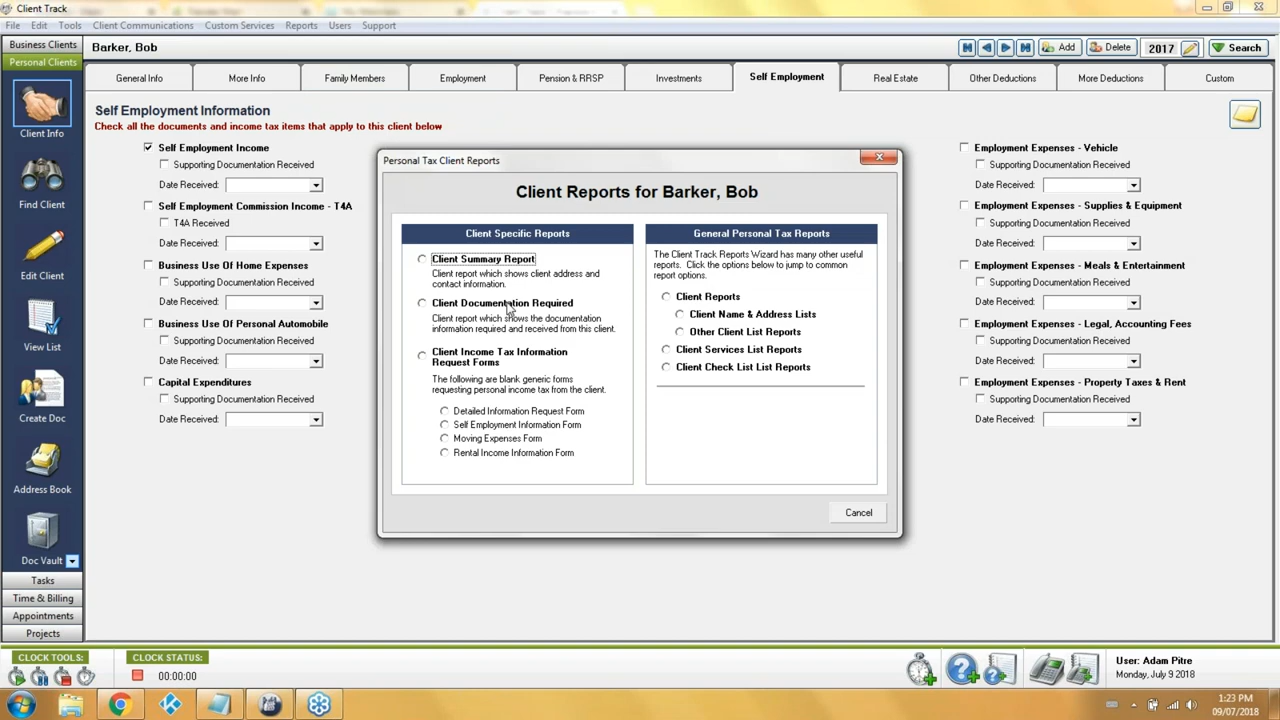 Client Track
File Edit Tools Client Communications Custom Services Reports Users Support
Business Clients
Personal Clients
Barker, Bob
Add
Delete
2017
Search
General Info
More Info
Family Members
Employment
Pension & RRSP
Investments
Self Employment
Real Estate
Other Deductions
More Deductions
Custom
Client Info
Find Client
Edit Client
View List
Create Doc
Address Book
Doc Vault
Tasks
Time & Billing
Appointments
Projects
Self Employment Information
Check all the documents and income tax items that apply to this client below
Self Employment Income
Supporting Documentation Received
Date Received:
Self Employment Commission Income - T4A
T4A Received
Date Received:
Business Use Of Home Expenses
Supporting Documentation Received
Date Received:
Business Use Of Personal Automobile
Supporting Documentation Received
Date Received:
Capital Expenditures
Supporting Documentation Received
Date Received:
Personal Tax Client Reports
Client Reports for Barker, Bob
Client Specific Reports
Client Summary Report
Client report which shows client address and
contact information.
Client Documentation Required
Client report which shows the documentation
information required and received from this client.
Client Income Tax Information
Request Forms
The following are blank generic forms
requesting personal income tax from the client.
Detailed Information Request Form
Self Employment Information Form
Moving Expenses Form
Rental Income Information Form
General Personal Tax Reports
The Client Track Reports Wizard has many other useful
reports. Click the options below to jump to common
report options.
Client Reports
Client Name & Address Lists
Other Client List Reports
Client Services List Reports
Client Check List List Reports
Cancel
Employment Expenses - Vehicle
Supporting Documentation Received
Date Received:
Employment Expenses - Supplies & Equipment
Supporting Documentation Received
Date Received:
Employment Expenses - Meals & Entertainment
Supporting Documentation Received
Date Received:
Employment Expenses - Legal, Accounting Fees
Supporting Documentation Received
Date Received:
Employment Expenses - Property Taxes & Rent
Supporting Documentation Received
Date Received:
CLOCK TOOLS:
CLOCK STATUS:
00:00:00
User: Adam Pitre
Monday, July 9 2018
1:23 PM
09/07/2018